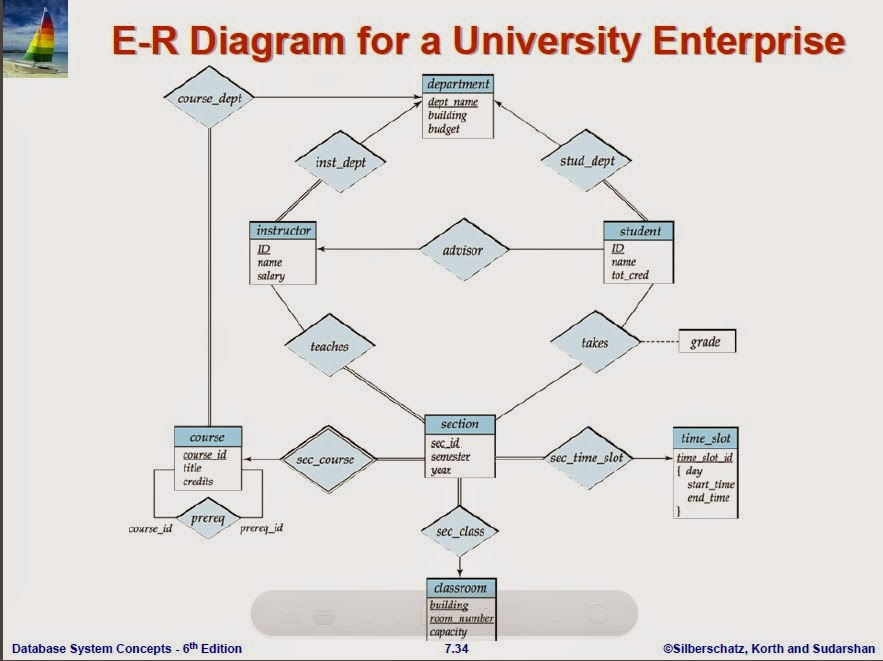 E-R Diagram for a University Enterprise
course_dept
department
dept_name
building
budget
inst_dept
stud_dept
instructor
ID
name
salary
advisor
student
ID
name
tot_cred
teaches
takes
grade
course
course_id
title
credits
sec_course
section
sec_id
semester
year
sec_time_slot
time_slot
time_slot_id
{ day
start_time
end_time
}
prereq
course_id
prereq_id
sec_class
classroom
building
room_number
capacity
Database System Concepts - 6th Edition
7.34
©Silberschatz, Korth and Sudarshan